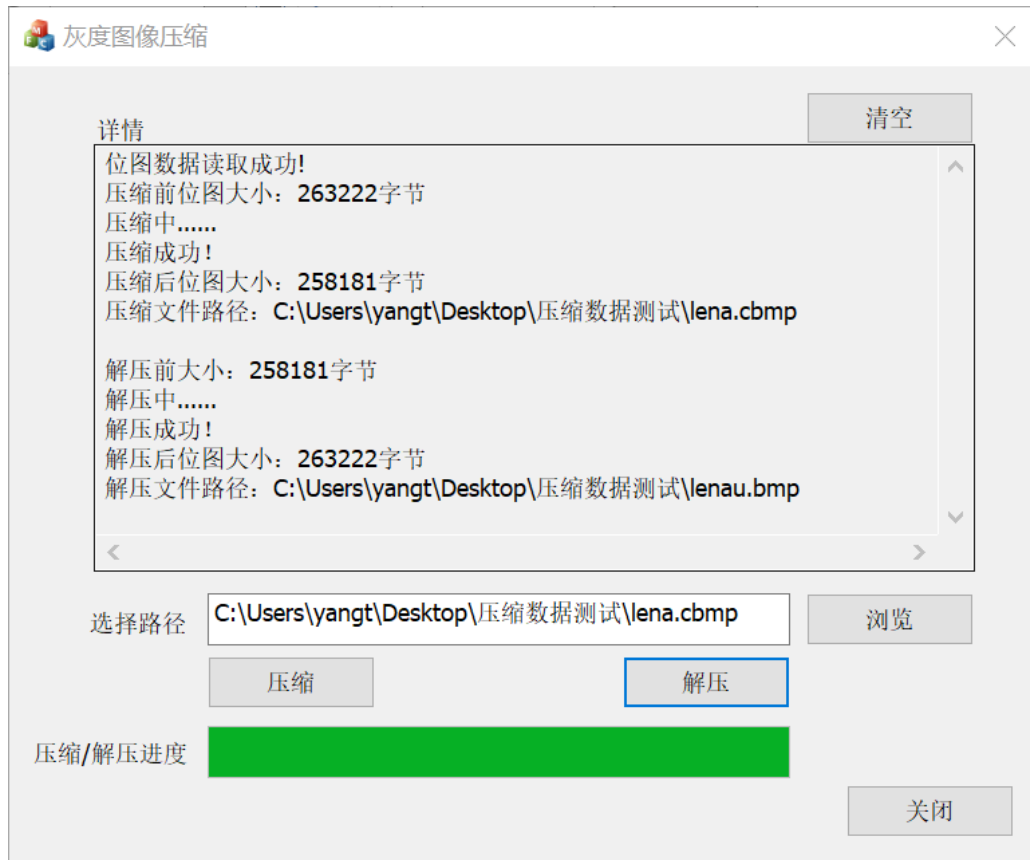 灰度图像压缩
清空
详情
位图数据读取成功!
压缩前位图大小：263222字节
压缩中......
压缩成功！
压缩后位图大小：258181字节
压缩文件路径：C:\Users\yangt\Desktop\压缩数据测试\lena.cbmp
解压前大小：258181字节
解压中......
解压成功！
解压后位图大小：263222字节
解压文件路径：C:\Users\yangt\Desktop\压缩数据测试\lenau.bmp
选择路径
C:\Users\yangt\Desktop\压缩数据测试\lena.cbmp
浏览
压缩
解压
压缩/解压进度
关闭